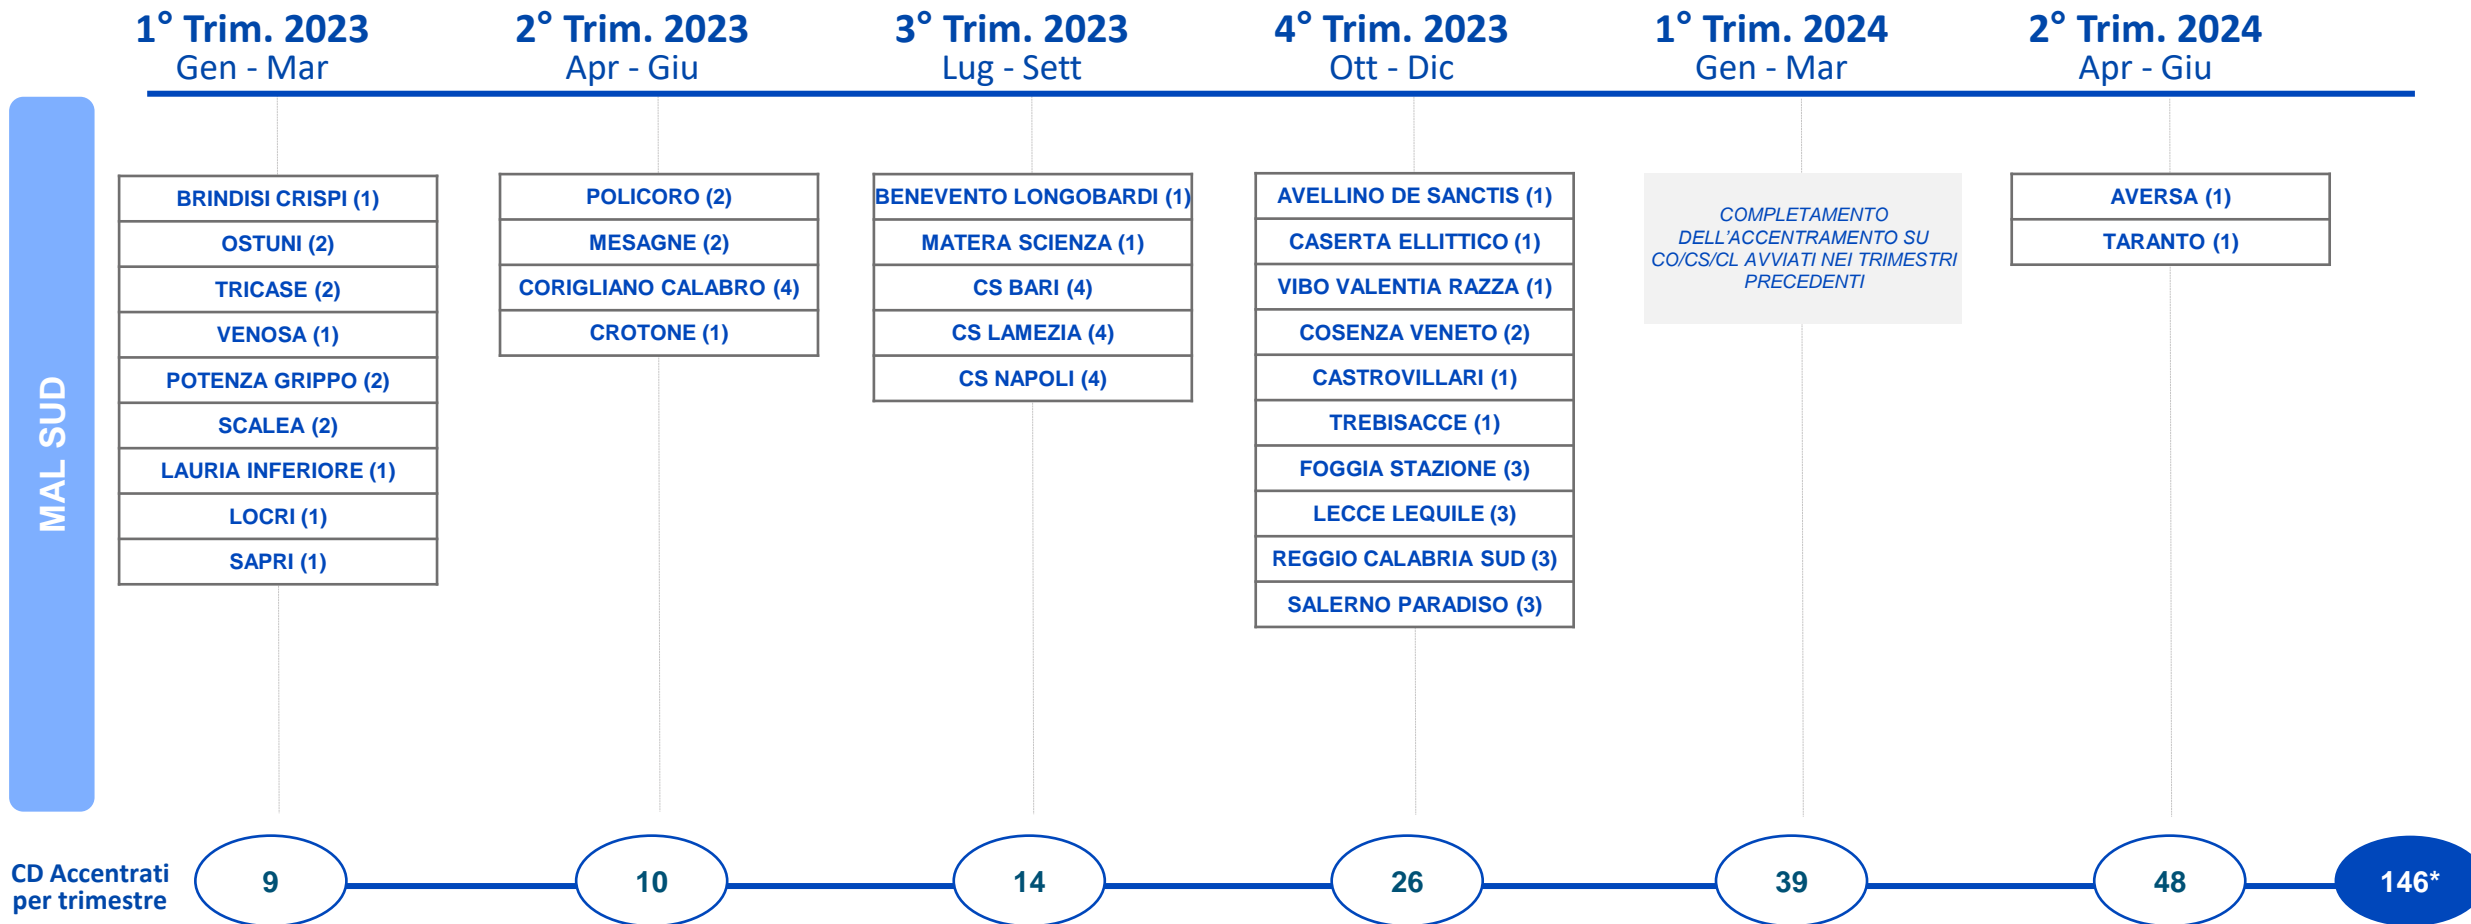 1° Trim. 2023
Gen - Mar
2° Trim. 2023
Apr - Giu
3° Trim. 2023
Lug - Sett
4° Trim. 2023
Ott - Dic
1° Trim. 2024
Gen - Mar
2° Trim. 2024
Apr - Giu
MAL SUD
BRINDISI CRISPI (1)
OSTUNI (2)
TRICASE (2)
VENOSA (1)
POTENZA GRIPPO (2)
SCALEA (2)
LAURIA INFERIORE (1)
LOCRI (1)
SAPRI (1)
POLICORO (2)
MESAGNE (2)
CORIGLIANO CALABRO (4)
CROTONE (1)
BENEVENTO LONGOBARDI (1)
MATERA SCIENZA (1)
CS BARI (4)
CS LAMEZIA (4)
CS NAPOLI (4)
AVELLINO DE SANCTIS (1)
CASERTA ELLITTICO (1)
VIBO VALENTIA RAZZA (1)
COSENZA VENETO (2)
CASTROVILLARI (1)
TREBISACCE (1)
FOGGIA STAZIONE (3)
LECCE LEQUILE (3)
REGGIO CALABRIA SUD (3)
SALERNO PARADISO (3)
COMPLETAMENTO
DELL'ACCENTRAMENTO SU
CO/CS/CL AVVIATI NEI TRIMESTRI
PRECEDENTI
AVERSA (1)
TARANTO (1)
CD Accentrati
per trimestre
9
10
14
26
39
48
146*